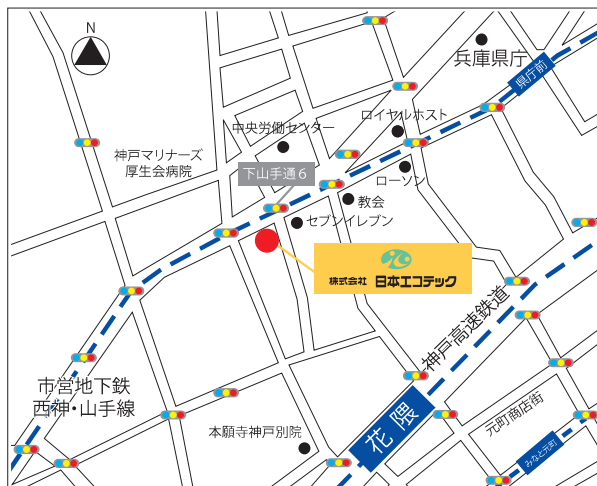 N
兵庫県庁
県庁前
ロイヤルホスト
中央労働センター
神戸マリナーズ
厚生会病院
下山手通6
ローソン
教会
セブンイレブン
株式会社 日本エコテック
神戸高速鉄道
市営地下鉄
西神・山手線
花隈
元町商店街
本願寺神戸別院
みなと元町